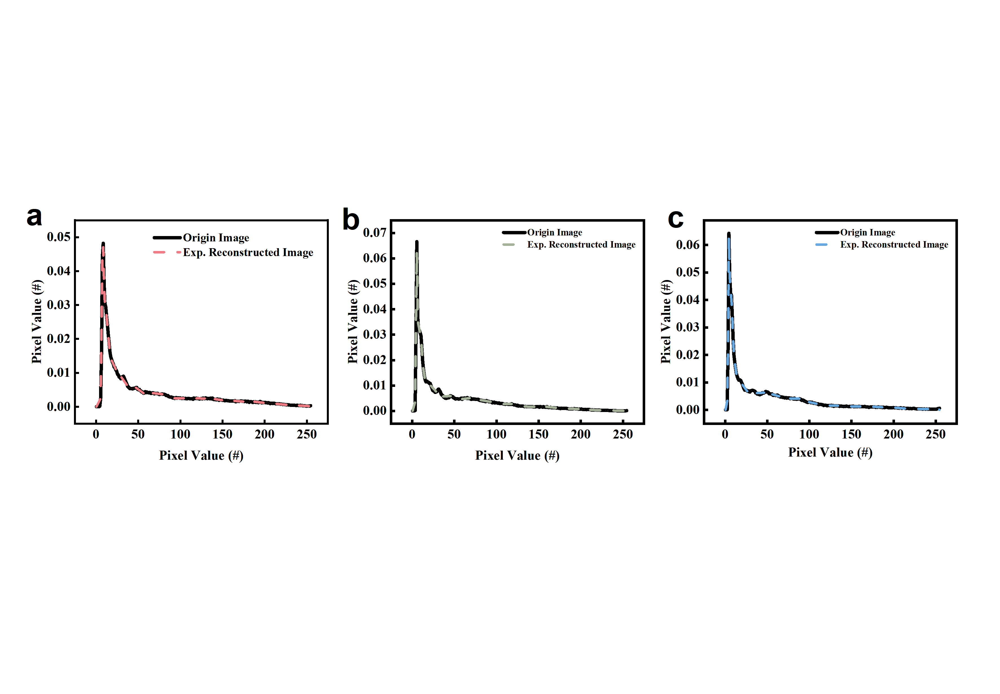 a
Origin Image
Exp. Reconstructed Image
0.05
0.04
0.03
0.02
0.01
0.00
Pixel Value (#)
0 50 100 150 200 250
Pixel Value (#)
b
Origin Image
Exp. Reconstructed Image
0.07
0.06
0.05
0.04
0.03
0.02
0.01
0.00
Pixel Value (#)
0 50 100 150 200 250
Pixel Value (#)
c
Origin Image
Exp. Reconstructed Image
0.06
0.05
0.04
0.03
0.02
0.01
0.00
Pixel Value (#)
0 50 100 150 200 250
Pixel Value (#)